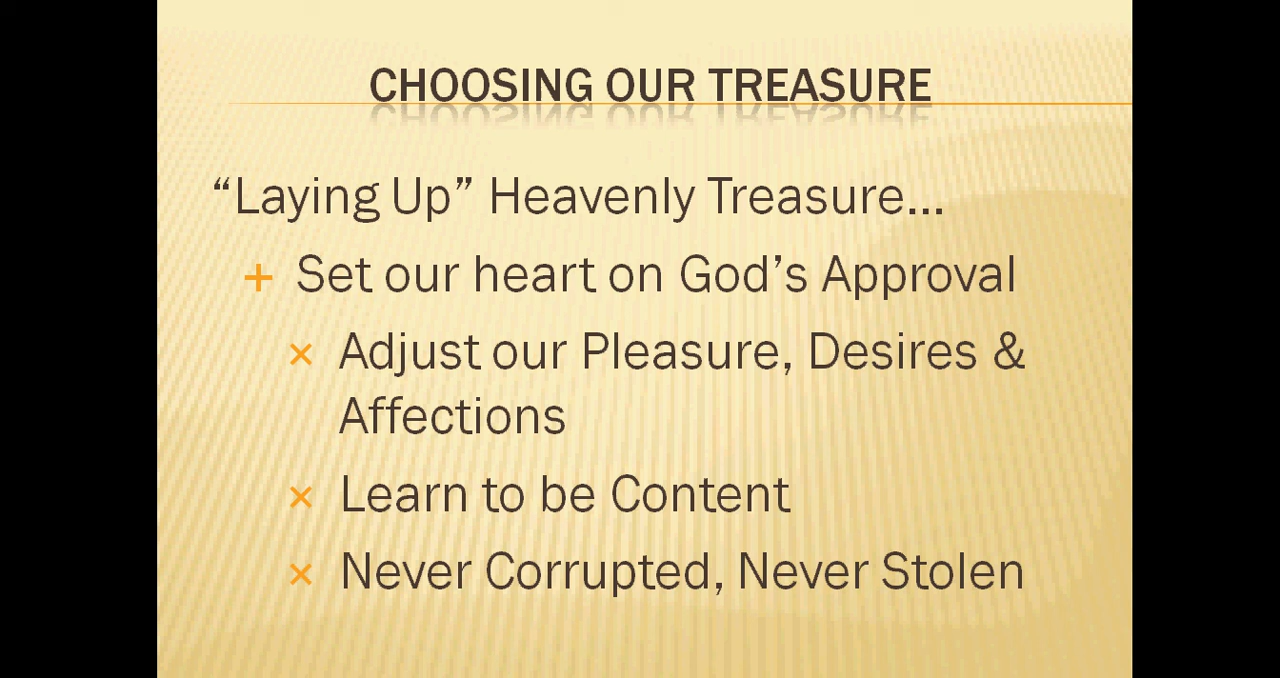 CHOOSING OUR TREASURE
“Laying Up” Heavenly Treasure...
+ Set our heart on God’s Approval
× Adjust our Pleasure, Desires &
Affections
× Learn to be Content
× Never Corrupted, Never Stolen